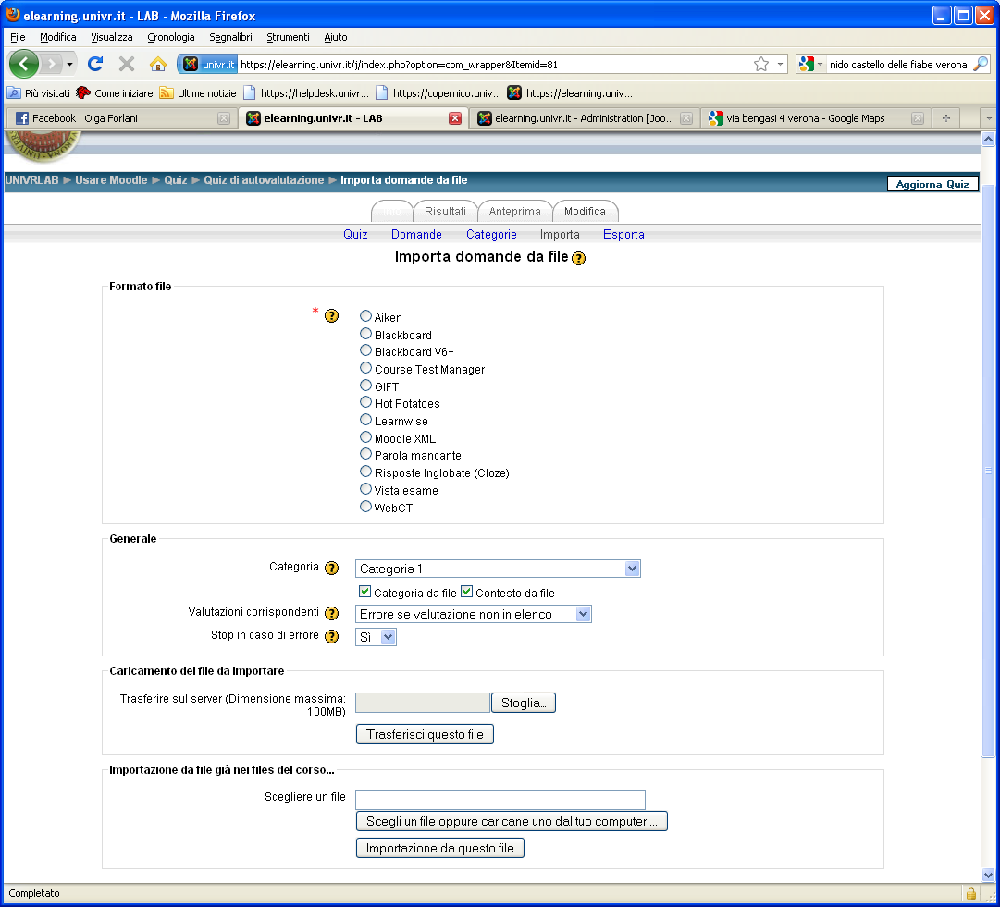 elearning.univr.it - LAB - Mozilla Firefox
File Modifica Visualizza Cronologia Segnalibri Strumenti Aiuto
univr.it https://elearning.univr.it/j/index.php?option=com_wrapper&Itemid=81 nido castello delle fiabe verona
Più visitati Come iniziare Ultime notizie https://helpdesk.univr... https://copernico.univ... https://elearning.univ...
Facebook | Olga Forlani elearning.univr.it - LAB elearning.univr.it - Administration [Joo... via bengasi 4 verona - Google Maps
UNIVRLAB ► Usare Moodle ► Quiz ► Quiz di autovalutazione ► Importa domande da file Aggiorna Quiz
Risultati Anteprima Modifica
Quiz Domande Categorie Importa Esporta
Importa domande da file ?
Formato file
* ? Aiken
Blackboard
Blackboard V6+
Course Test Manager
GIFT
Hot Potatoes
Learnwise
Moodle XML
Parola mancante
Risposte Inglobate (Cloze)
Vista esame
WebCT
Generale
Categoria ? Categoria 1
Categoria da file Contesto da file
Valutazioni corrispondenti ? Errore se valutazione non in elenco
Stop in caso di errore ? Sì
Caricamento del file da importare
Trasferire sul server (Dimensione massima:
100MB) Sfoglia...
Trasferisci questo file
Importazione da file già nei files del corso...
Scegliere un file
Scegli un file oppure caricane uno dal tuo computer ...
Importazione da questo file
Completato